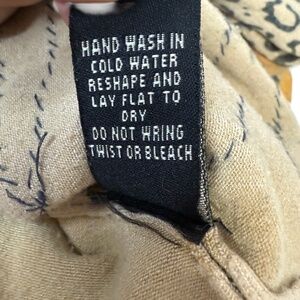 HAND WASH IN
COLD WATER
RESHAPE AND
LAY FLAT TO
DRY
DO NOT WRING
TWIST OR BLEACH